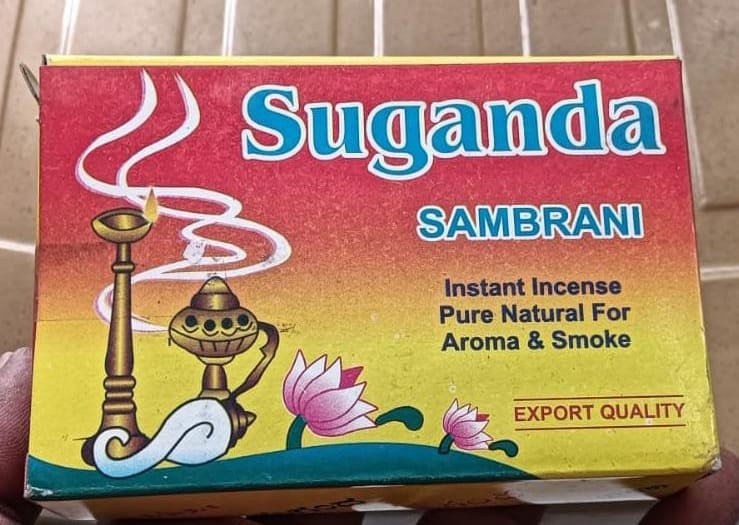 Suganda
SAMBRANI
Instant Incense
Pure Natural For
Aroma & Smoke
EXPORT QUALITY